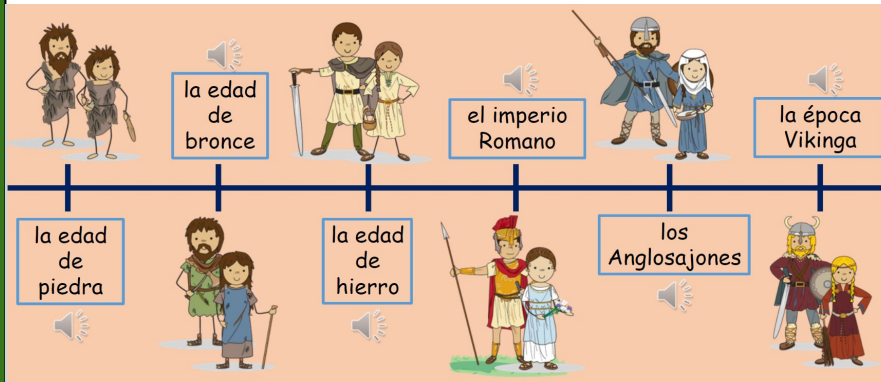 la edad
de
piedra
la edad
de
bronce
la edad
de
hierro
el imperio
Romano
los
Anglosajones
la época
Vikinga